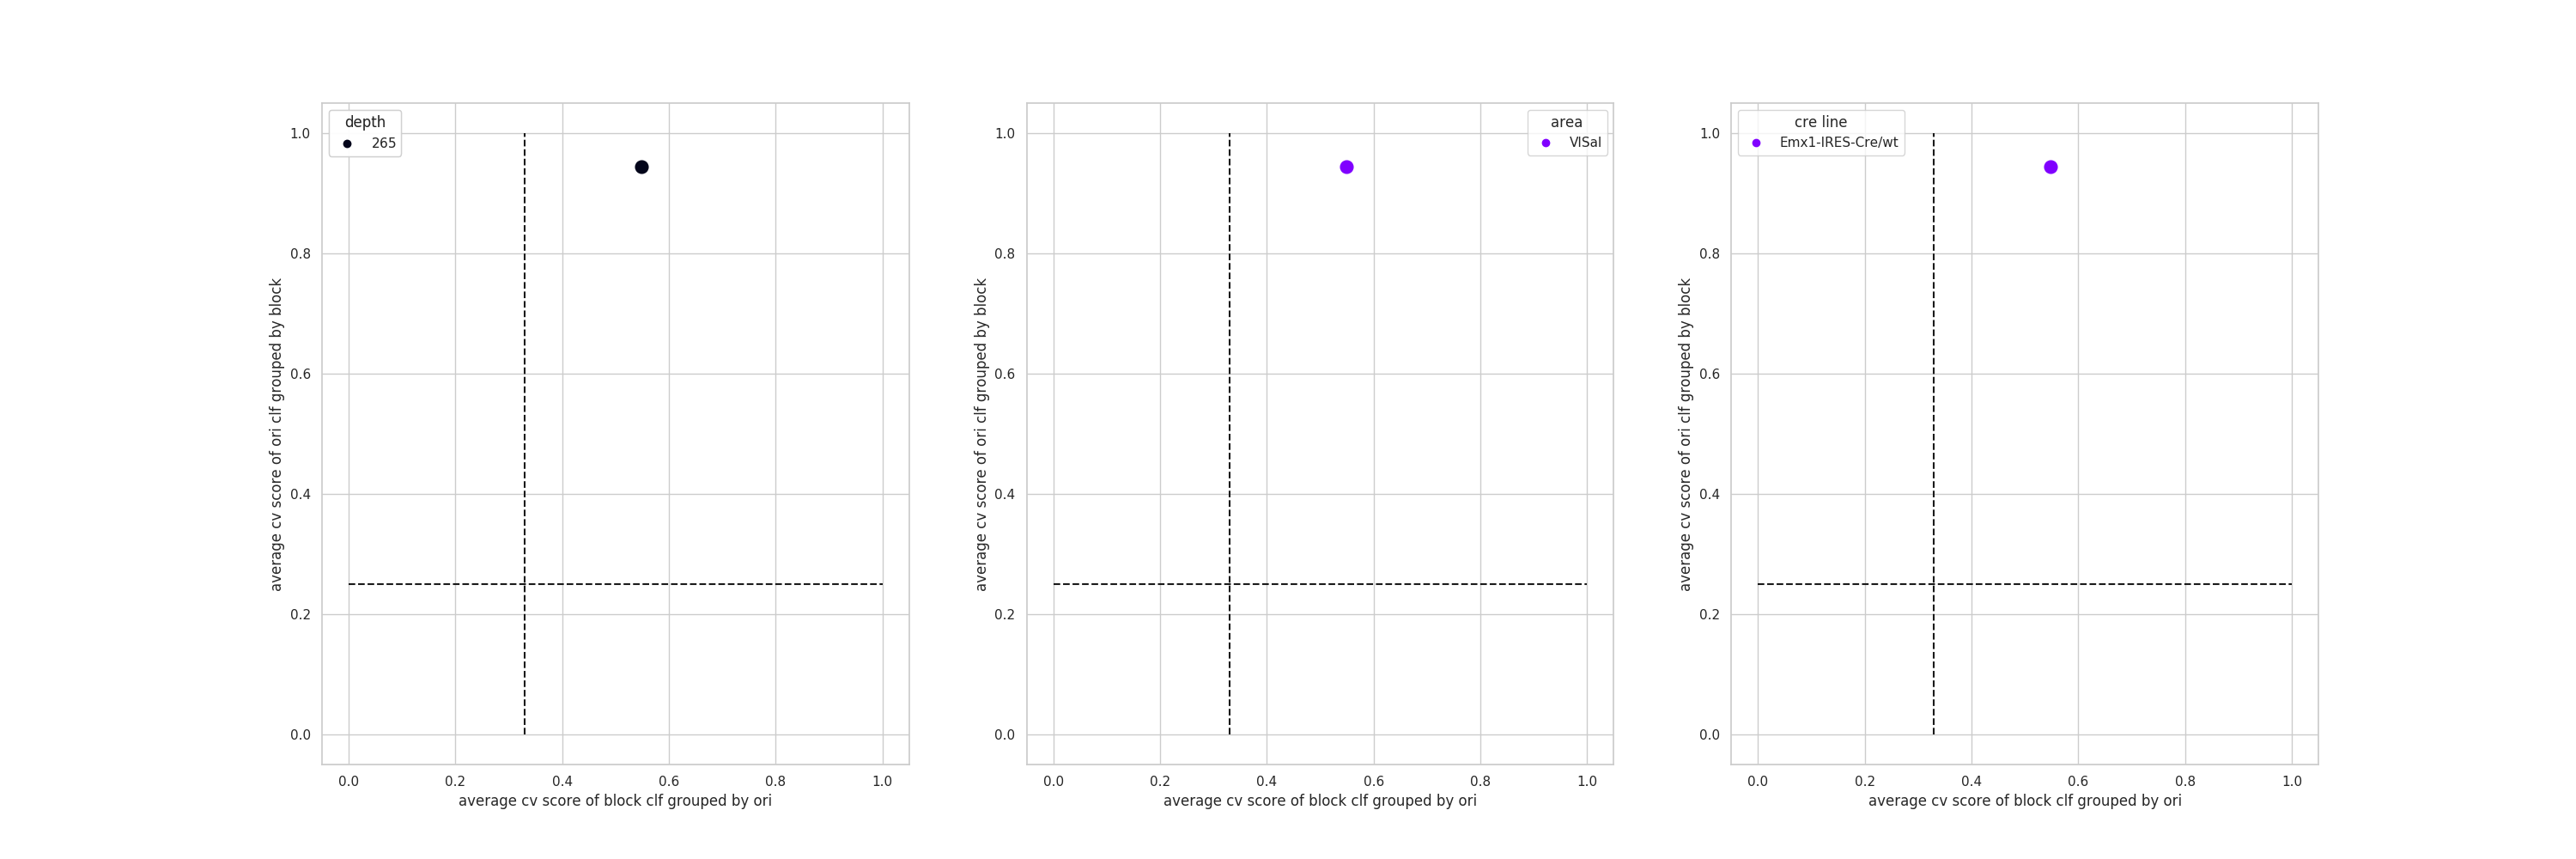 depth
265
1.0
0.8
0.6
0.4
0.2
0.0
average cv score of ori clf grouped by block
0.0 0.2 0.4 0.6 0.8 1.0
average cv score of block clf grouped by ori
area
VISal
1.0
0.8
0.6
0.4
0.2
0.0
average cv score of ori clf grouped by block
0.0 0.2 0.4 0.6 0.8 1.0
average cv score of block clf grouped by ori
cre line
Emx1-IRES-Cre/wt
1.0
0.8
0.6
0.4
0.2
0.0
average cv score of ori clf grouped by block
0.0 0.2 0.4 0.6 0.8 1.0
average cv score of block clf grouped by ori